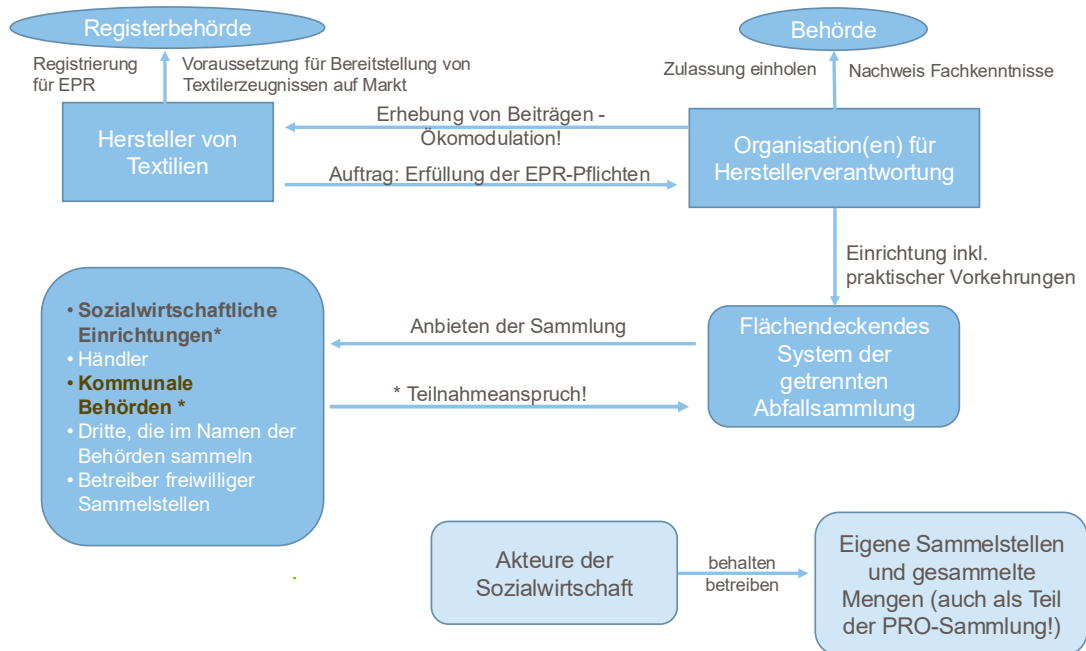 Registerbehörde
Behörde
Registrierung
für EPR
Voraussetzung für Bereitstellung von
Textilerzeugnissen auf Markt
Zulassung einholen
Nachweis Fachkenntnisse
Hersteller von
Textilien
Erhebung von Beiträgen -
Ökomodulation!
Auftrag: Erfüllung der EPR-Pflichten
Organisation(en) für
Herstellerverantwortung
Einrichtung inkl.
praktischer Vorkehrungen
• Sozialwirtschaftliche
Einrichtungen*
• Händler
• Kommunale
Behörden *
• Dritte, die im Namen der
Behörden sammeln
• Betreiber freiwilliger
Sammelstellen
Anbieten der Sammlung
* Teilnahmeanspruch!
Flächendeckendes
System der
getrennten
Abfallsammlung
Akteure der
Sozialwirtschaft
behalten
betreiben
Eigene Sammelstellen
und gesammelte
Mengen (auch als Teil
der PRO-Sammlung!)